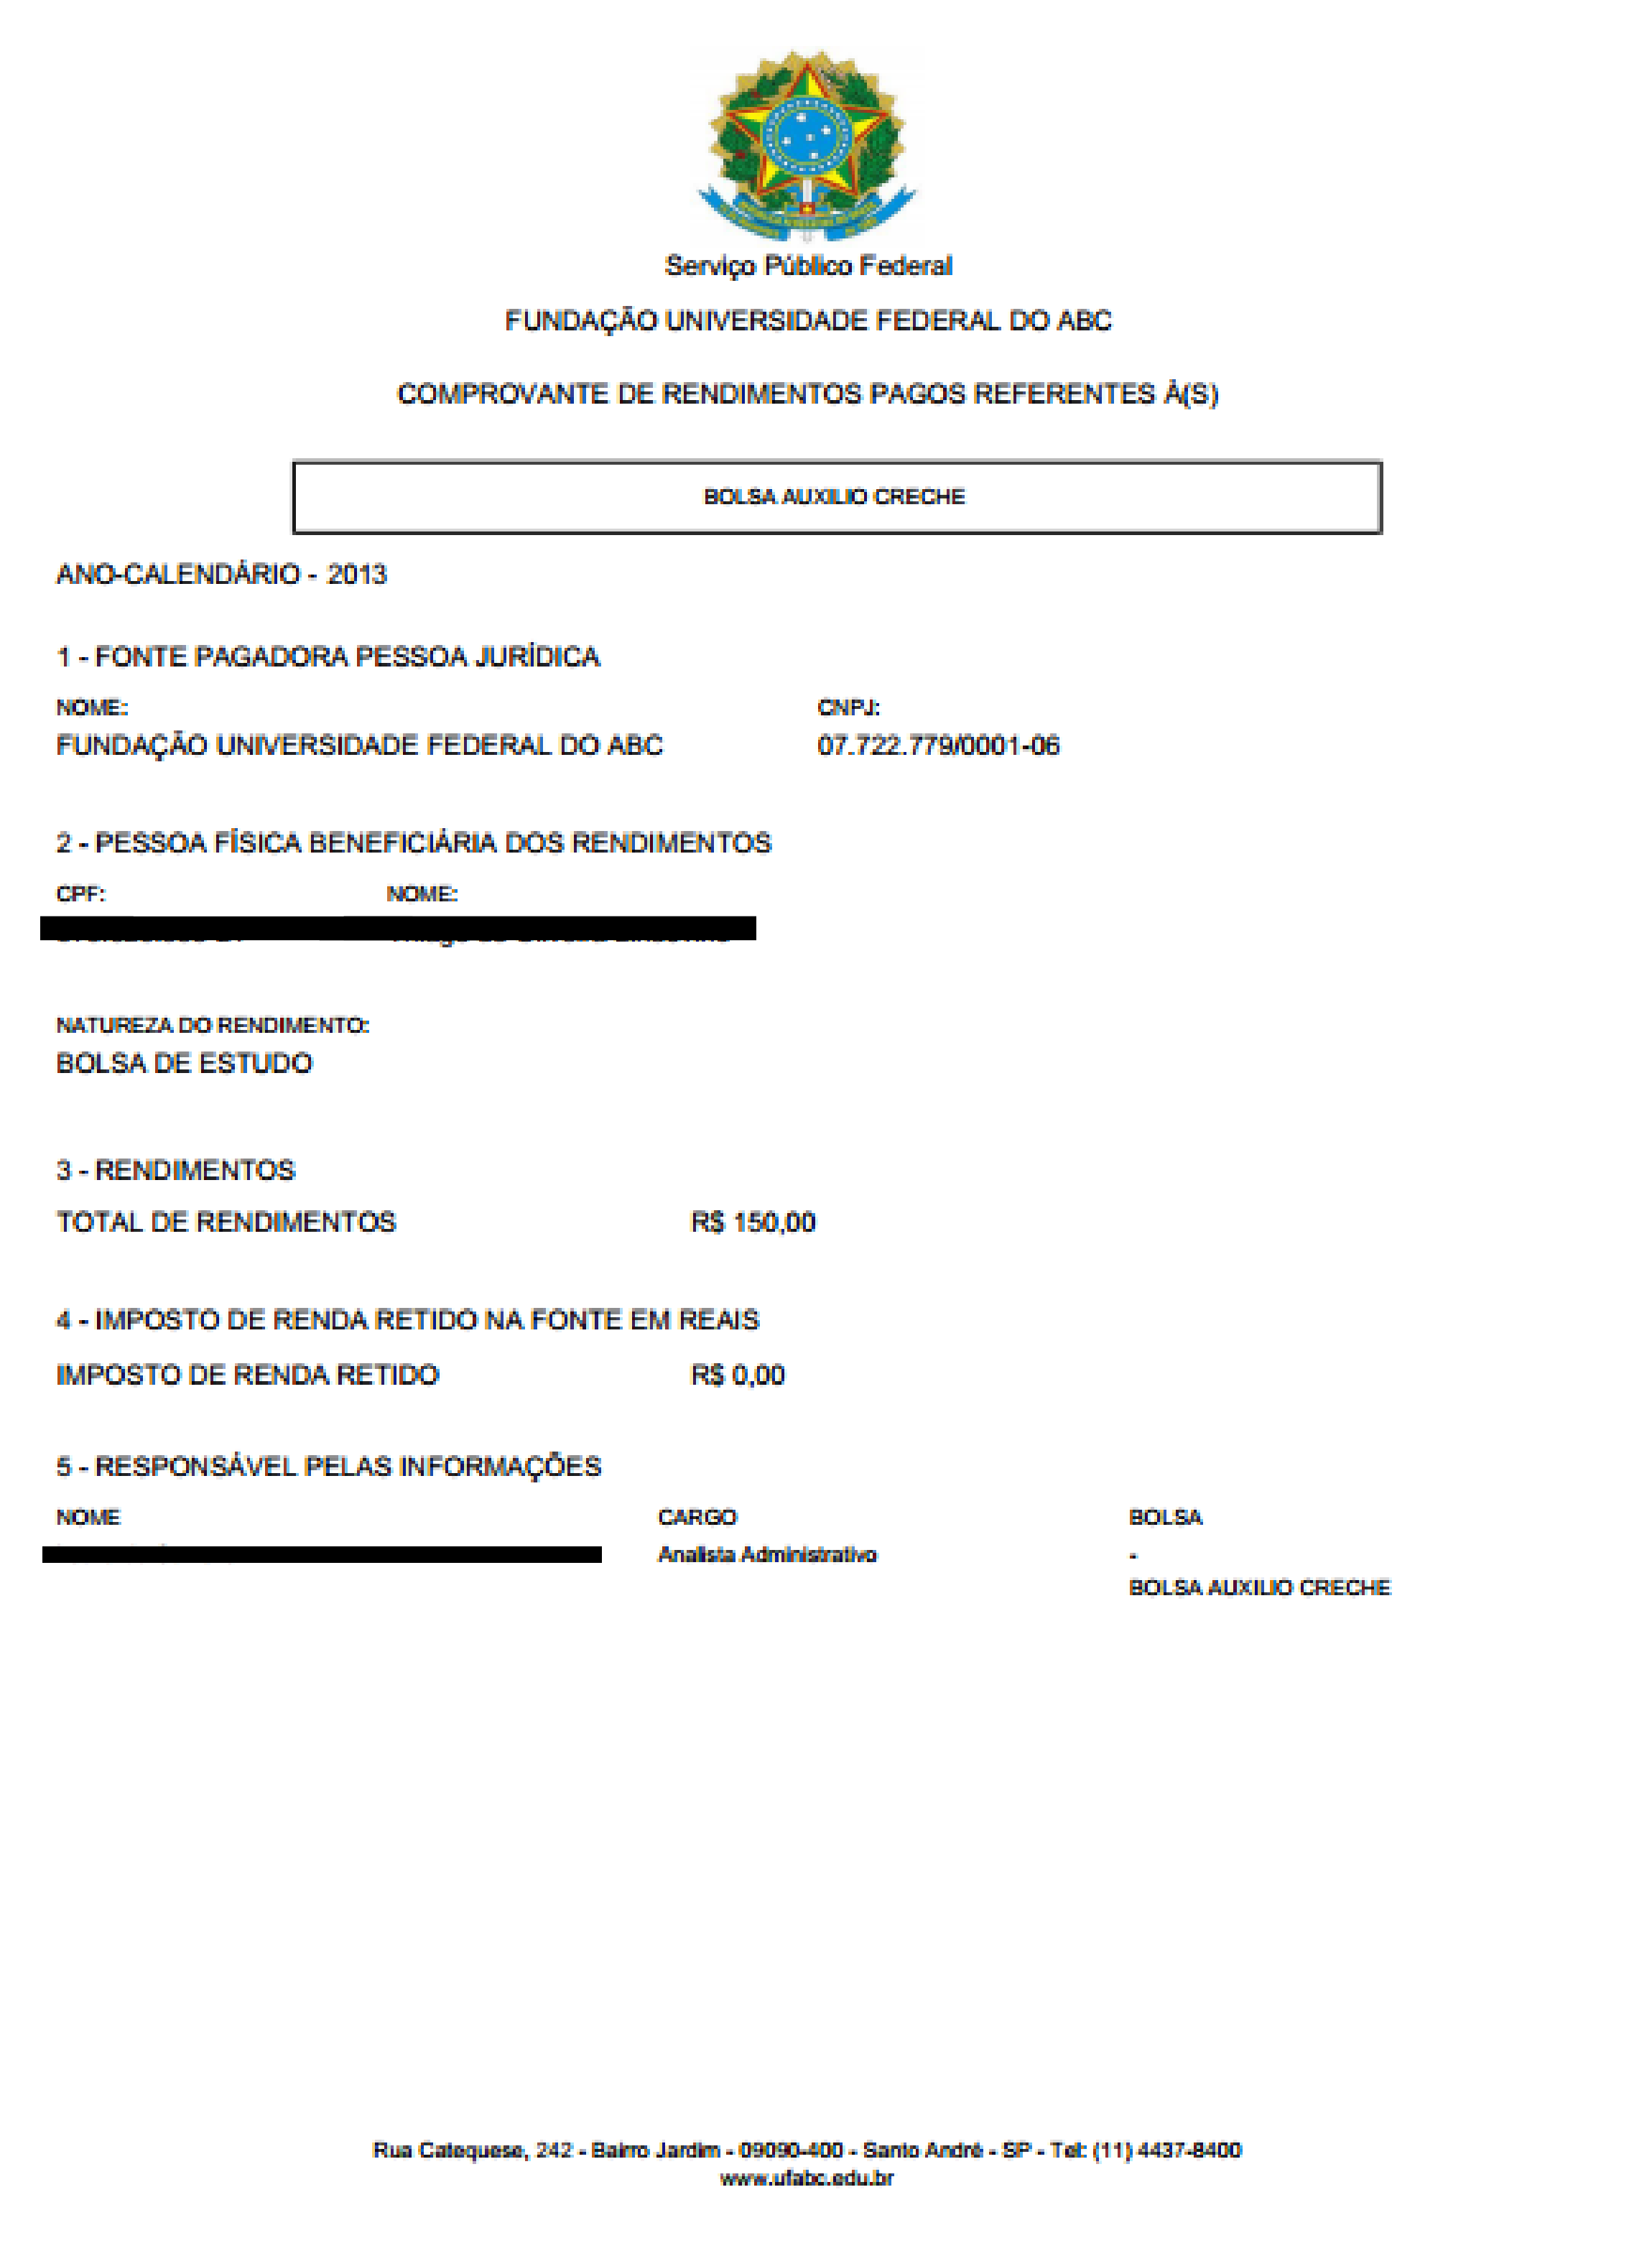 Serviço Público Federal
FUNDAÇÃO UNIVERSIDADE FEDERAL DO ABC
COMPROVANTE DE RENDIMENTOS PAGOS REFERENTES À(S)
BOLSA AUXILIO CRECHE
ANO-CALENDÁRIO - 2013
1 - FONTE PAGADORA PESSOA JURÍDICA
NOME: CNPJ:
FUNDAÇÃO UNIVERSIDADE FEDERAL DO ABC 07.722.779/0001-06
2 - PESSOA FÍSICA BENEFICIÁRIA DOS RENDIMENTOS
CPF: NOME:
NATUREZA DO RENDIMENTO:
BOLSA DE ESTUDO
3 - RENDIMENTOS
TOTAL DE RENDIMENTOS R$ 150,00
4 - IMPOSTO DE RENDA RETIDO NA FONTE EM REAIS
IMPOSTO DE RENDA RETIDO R$ 0,00
5 - RESPONSÁVEL PELAS INFORMAÇÕES
NOME CARGO BOLSA
Analista Administrativo -
BOLSA AUXILIO CRECHE
Rua Catequese, 242 - Bairro Jardim - 09090-400 - Santo André - SP - Tel: (11) 4437-8400
www.ufabc.edu.br